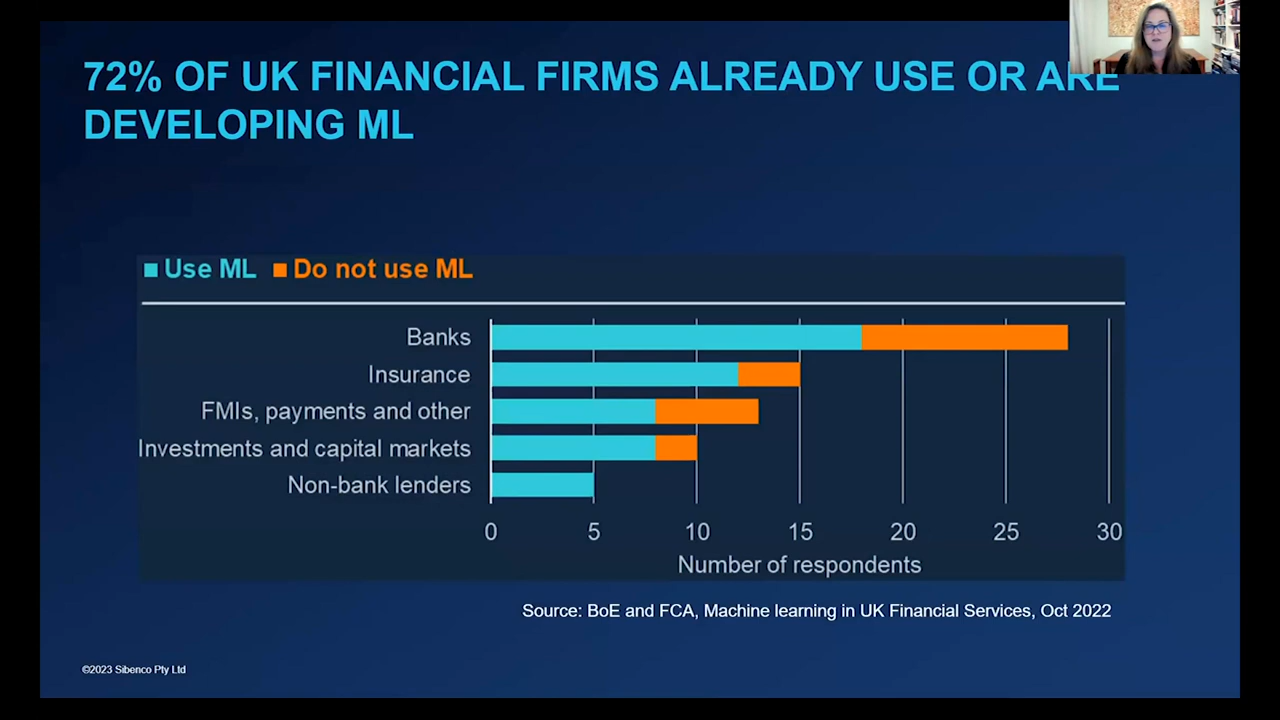 72% OF UK FINANCIAL FIRMS ALREADY USE OR ARE
DEVELOPING ML
Use ML Do not use ML
Banks
Insurance
FMIs, payments and other
Investments and capital markets
Non-bank lenders
0 5 10 15 20 25 30
Number of respondents
Source: BoE and FCA, Machine learning in UK Financial Services, Oct 2022
©2023 Sibenco Pty Ltd